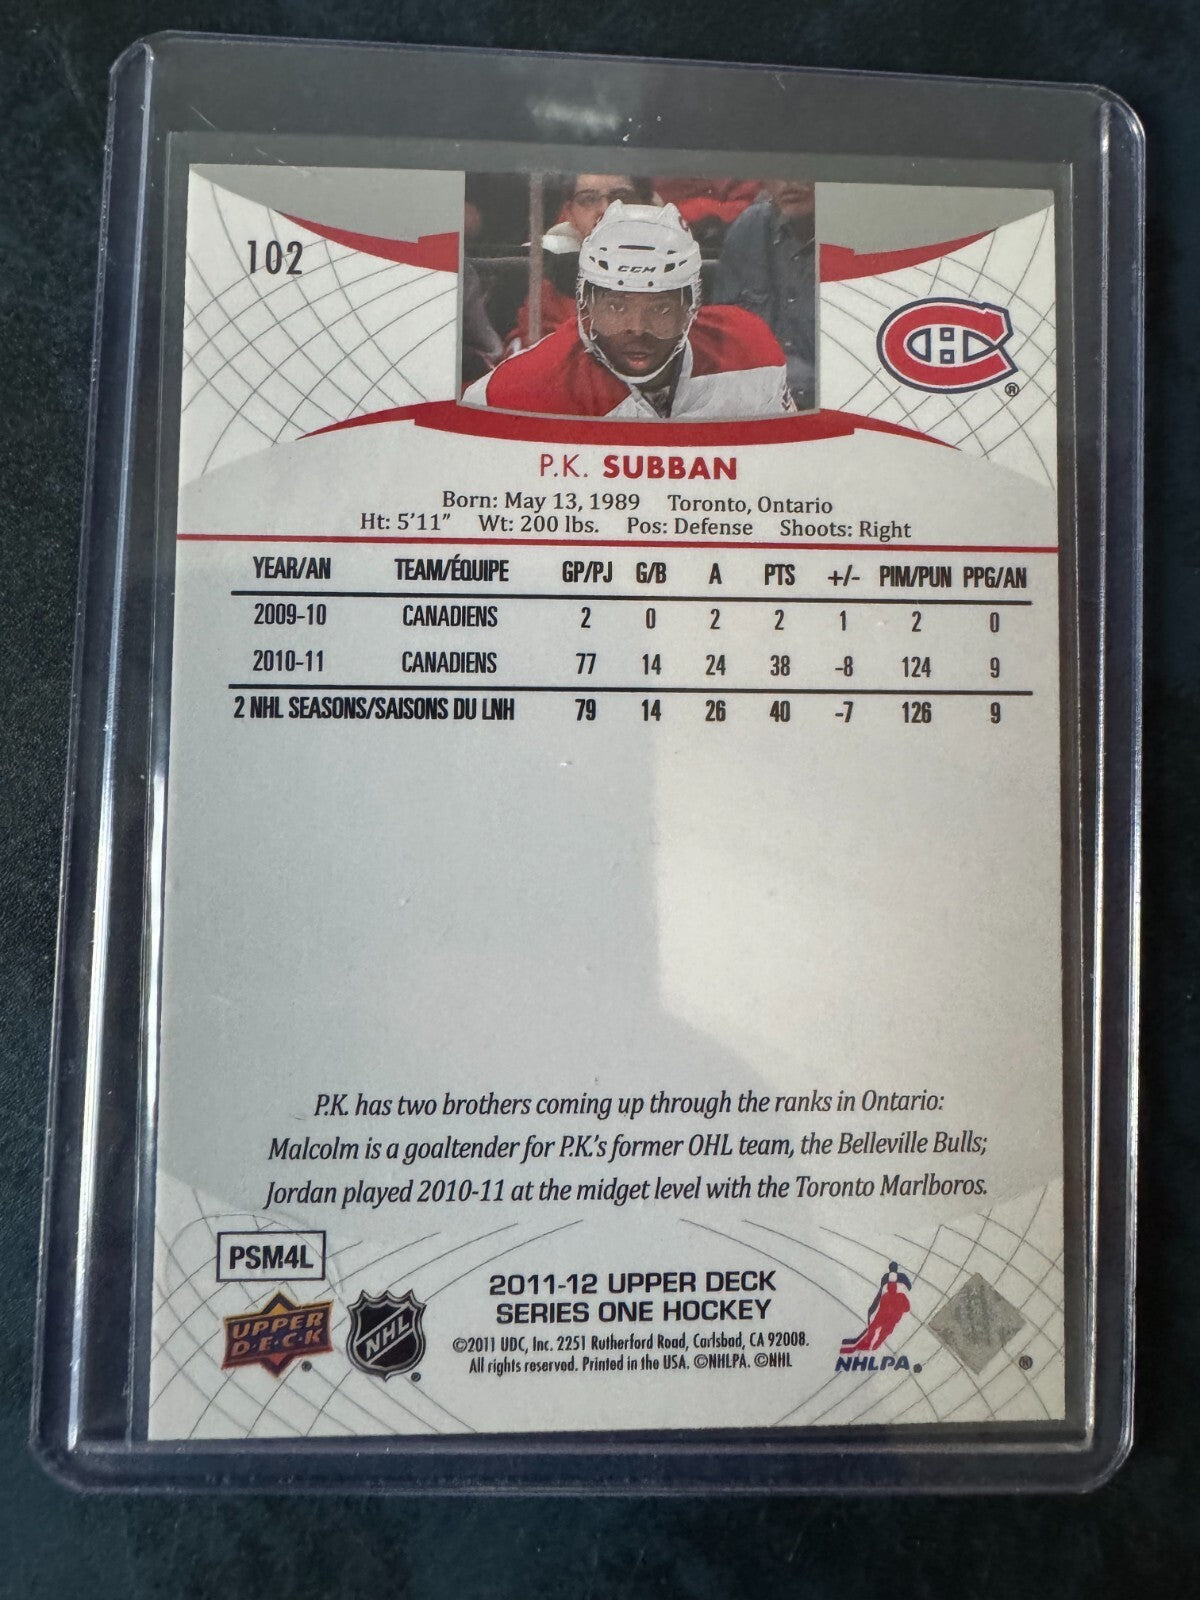 102
CCM
®
P.K. SUBBAN
Born: May 13, 1989 Toronto, Ontario
Ht: 5'11" Wt: 200 lbs. Pos: Defense Shoots: Right
YEAR/AN TEAM/ÉQUIPE GP/PJ G/B A PTS +/- PIM/PUN PPG/AN
2009-10 CANADIENS 2 0 2 2 1 2 0
2010-11 CANADIENS 77 14 24 38 -8 124 9
2 NHL SEASONS/SAISONS DU LNH 79 14 26 40 -7 126 9
P.K. has two brothers coming up through the ranks in Ontario:
Malcolm is a goaltender for P.K.'s former OHL team, the Belleville Bulls;
Jordan played 2010-11 at the midget level with the Toronto Marlboros.
PSM4L
UPPER
D·E·C·K
®
NHL
®
2011-12 UPPER DECK
SERIES ONE HOCKEY
©2011 UDC, Inc. 2251 Rutherford Road, Carlsbad, CA 92008.
All rights reserved. Printed in the USA. ©NHLPA. ©NHL
NHLPA®
®